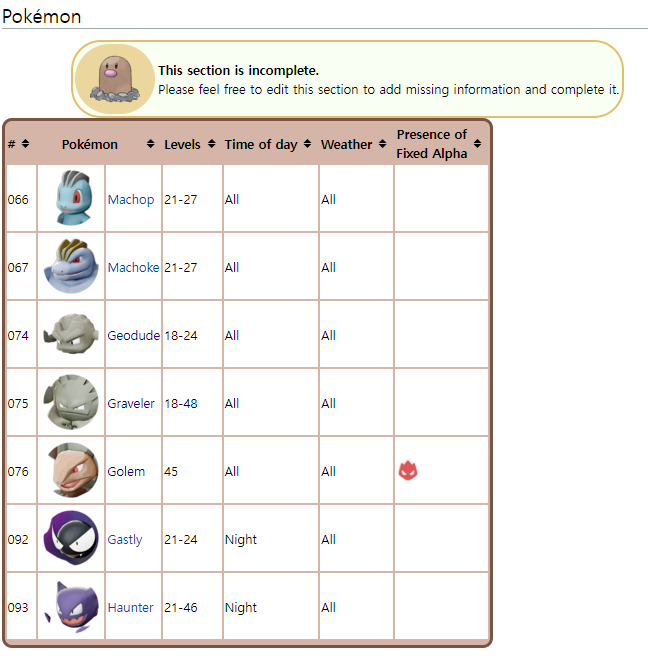 Pokémon
This section is incomplete.
Please feel free to edit this section to add missing information and complete it.
# Pokémon Levels Time of day Weather Presence of
Fixed Alpha
066 Machop 21-27 All All
067 Machoke 21-27 All All
074 Geodude 18-24 All All
075 Graveler 18-48 All All
076 Golem 45 All All
092 Gastly 21-24 Night All
093 Haunter 21-46 Night All